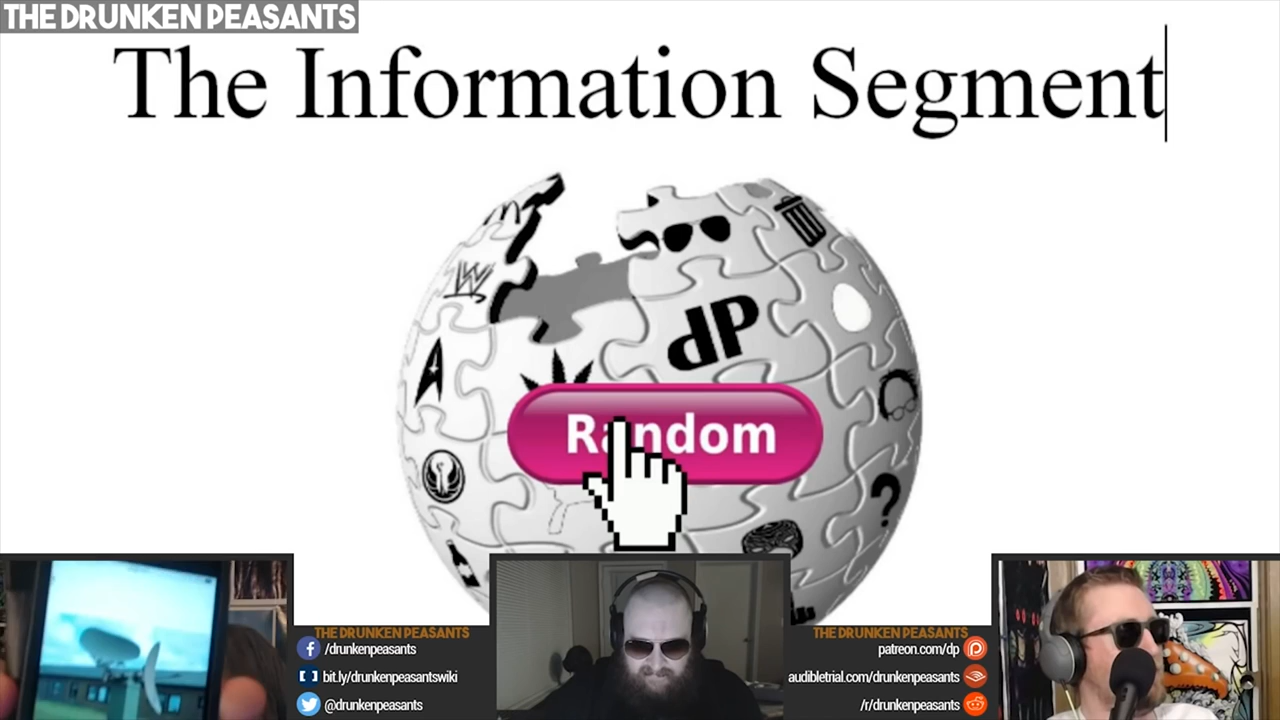 THE DRUNKEN PEASANTS
The Information Segment
W
dP
Random
?
THE DRUNKEN PEASANTS
/drunkenpeasants
bit.ly/drunkenpeasantswiki
@drunkenpeasants
THE DRUNKEN PEASANTS
patreon.com/dp
audibletrial.com/drunkenpeasants
/r/drunkenpeasants